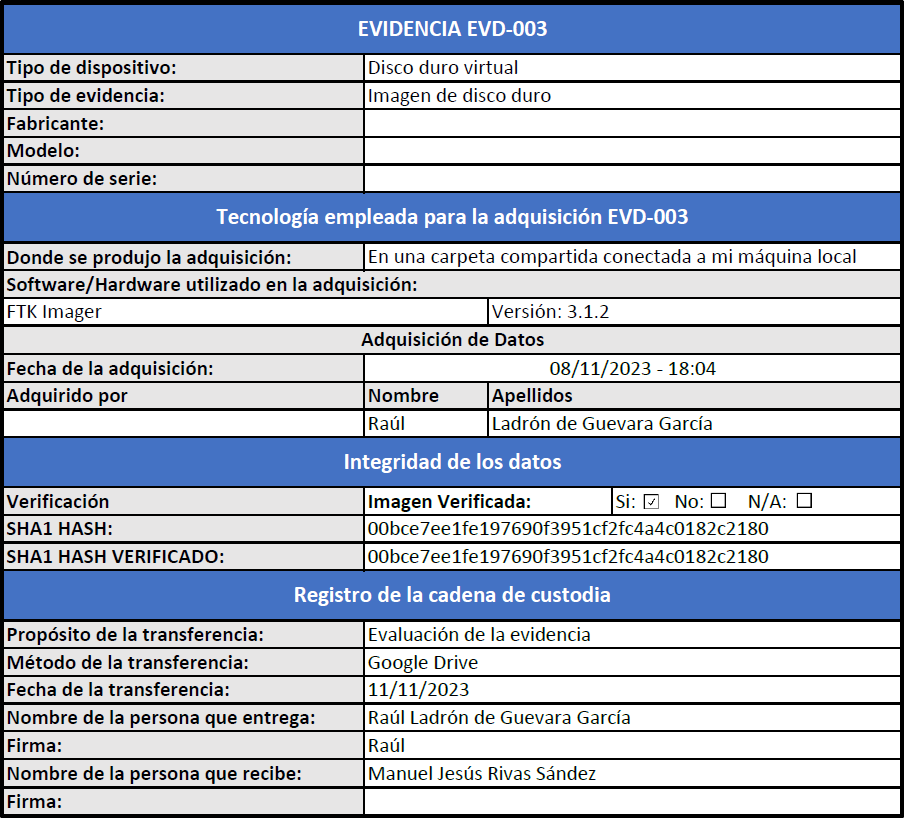 EVIDENCIA EVD-003
Tipo de dispositivo: Disco duro virtual
Tipo de evidencia: Imagen de disco duro
Fabricante:
Modelo:
Número de serie:
Tecnología empleada para la adquisición EVD-003
Donde se produjo la adquisición: En una carpeta compartida conectada a mi máquina local
Software/Hardware utilizado en la adquisición:
FTK Imager Versión: 3.1.2
Adquisición de Datos
Fecha de la adquisición: 08/11/2023 - 18:04
Adquirido por Nombre Apellidos
Raúl Ladrón de Guevara García
Integridad de los datos
Verificación Imagen Verificada: Si: ☑ No: ☐ N/A: ☐
SHA1 HASH: 00bce7ee1fe197690f3951cf2fc4a4c0182c2180
SHA1 HASH VERIFICADO: 00bce7ee1fe197690f3951cf2fc4a4c0182c2180
Registro de la cadena de custodia
Propósito de la transferencia: Evaluación de la evidencia
Método de la transferencia: Google Drive
Fecha de la transferencia: 11/11/2023
Nombre de la persona que entrega: Raúl Ladrón de Guevara García
Firma: Raúl
Nombre de la persona que recibe: Manuel Jesús Rivas Sández
Firma: